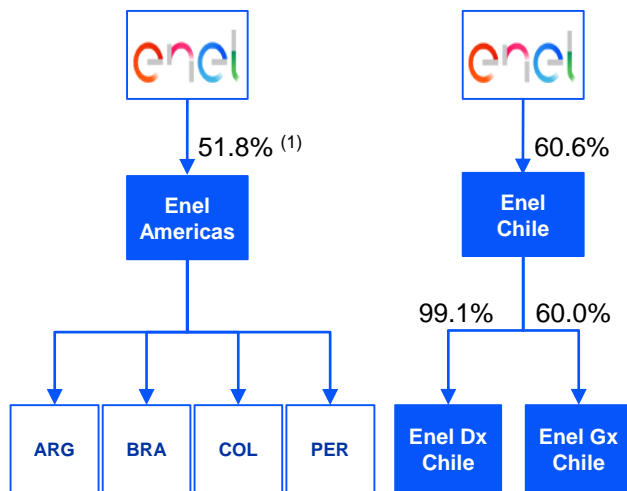 enel
enel
51.8% (1)
60.6%
Enel
Americas
Enel
Chile
99.1%
60.0%
ARG
BRA
COL
PER
Enel Dx
Chile
Enel Gx
Chile